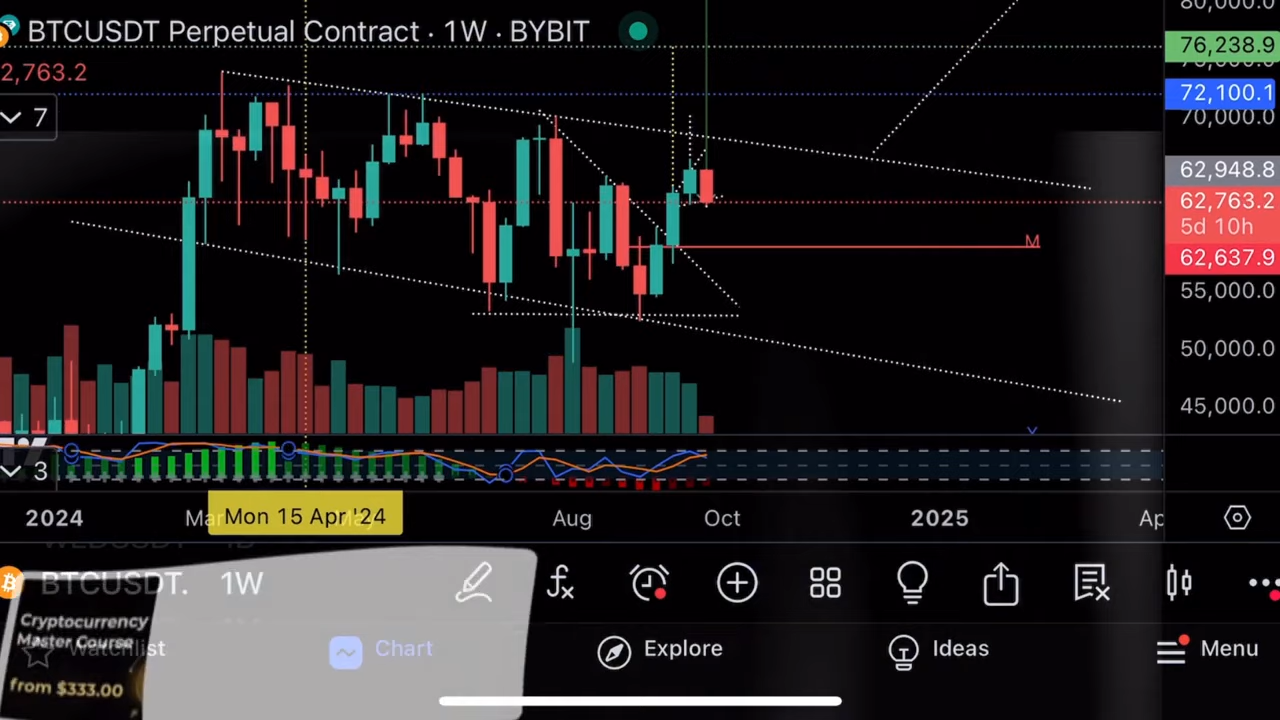 BTCUSDT Perpetual Contract · 1W · BYBIT
2,763.2
7
80,000.0
76,238.9
72,100.1
70,000.0
62,948.8
62,763.2
5d 10h
62,637.9
55,000.0
50,000.0
45,000.0
M
3
2024
Mon 15 Apr '24
Aug
Oct
2025
Ap
BTCUSDT. 1W
Cryptocurrency
Master Course
from $333.00
Watchlist
Chart
Explore
Ideas
Menu